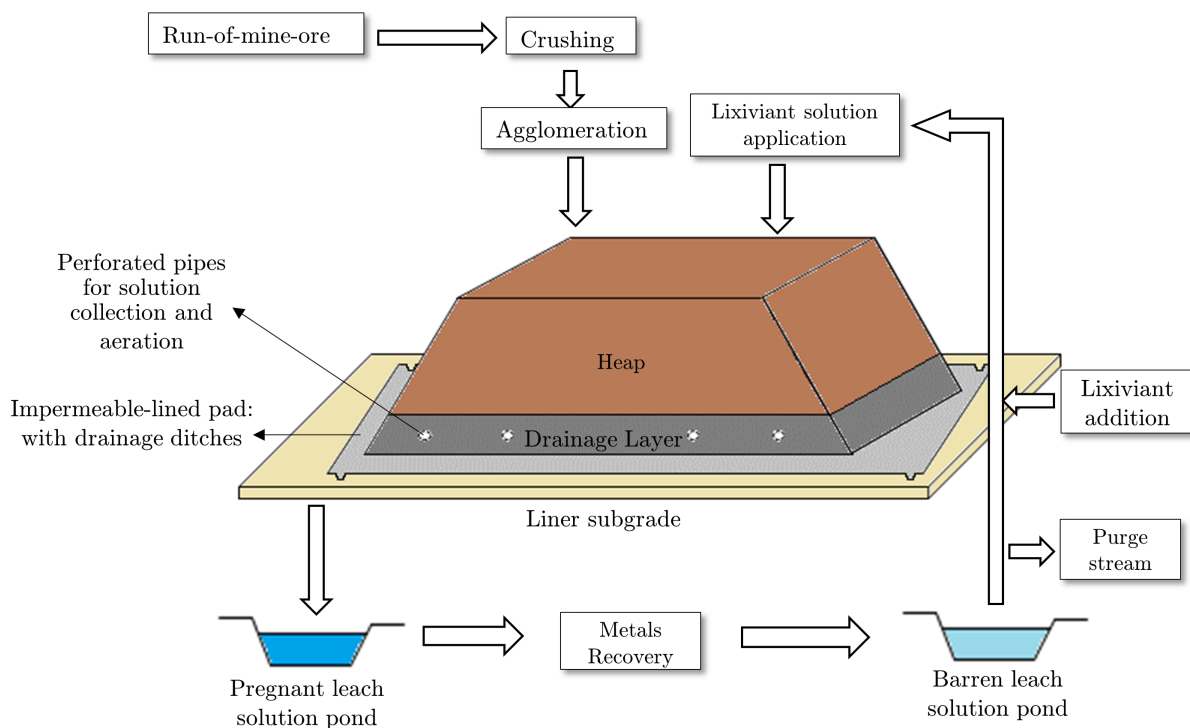 Run-of-mine-ore
Crushing
Agglomeration
Lixiviant solution
application
Perforated pipes
for solution
collection and
aeration
Heap
Impermeable-lined pad:
with drainage ditches
Drainage Layer
Lixiviant
addition
Liner subgrade
Purge
stream
Metals
Recovery
Pregnant leach
solution pond
Barren leach
solution pond